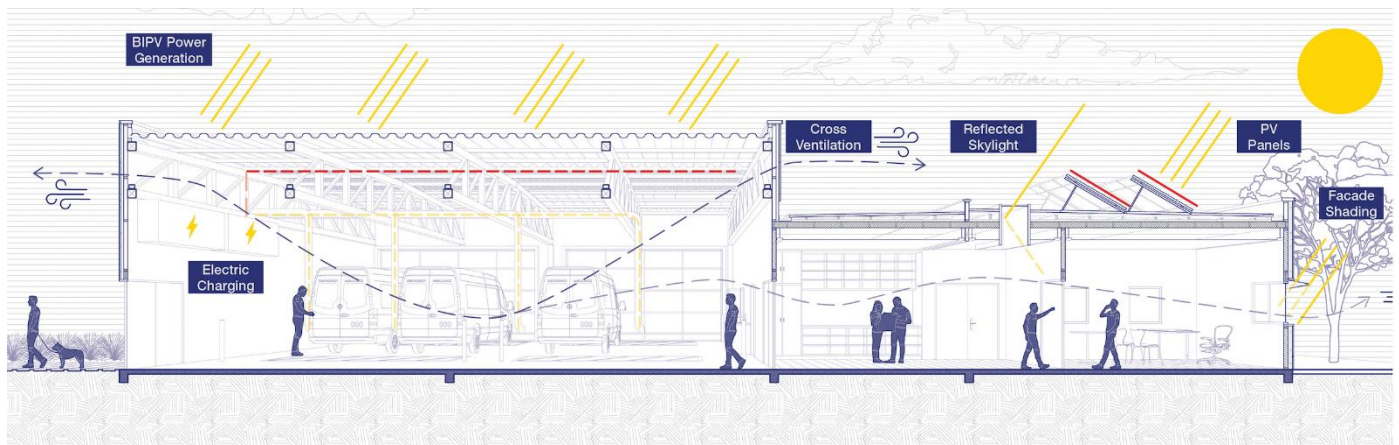 BIPV Power
Generation
Cross
Ventilation
Reflected
Skylight
PV
Panels
Facade
Shading
Electric
Charging